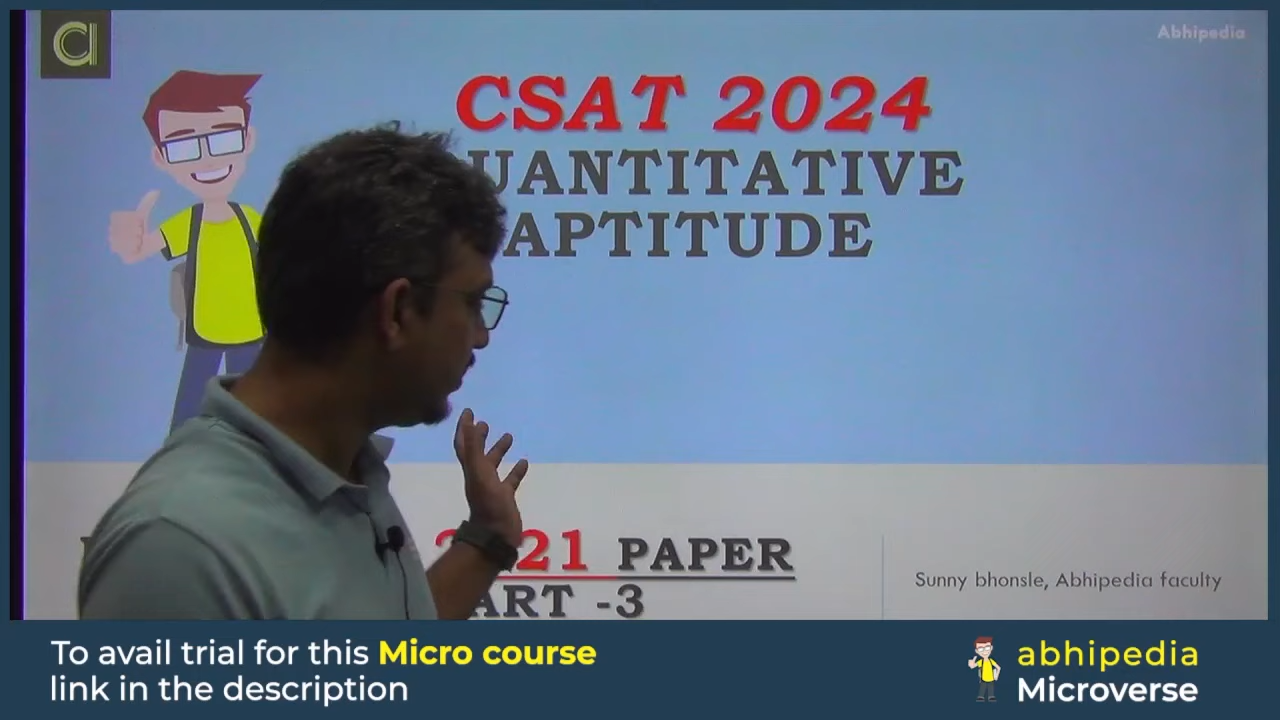 Abhipedia
CSAT 2024
UANTITATIVE
APTITUDE
21 PAPER
ART -3
Sunny bhonsle, Abhipedia faculty
To avail trial for this Micro course
link in the description
abhipedia
Microverse